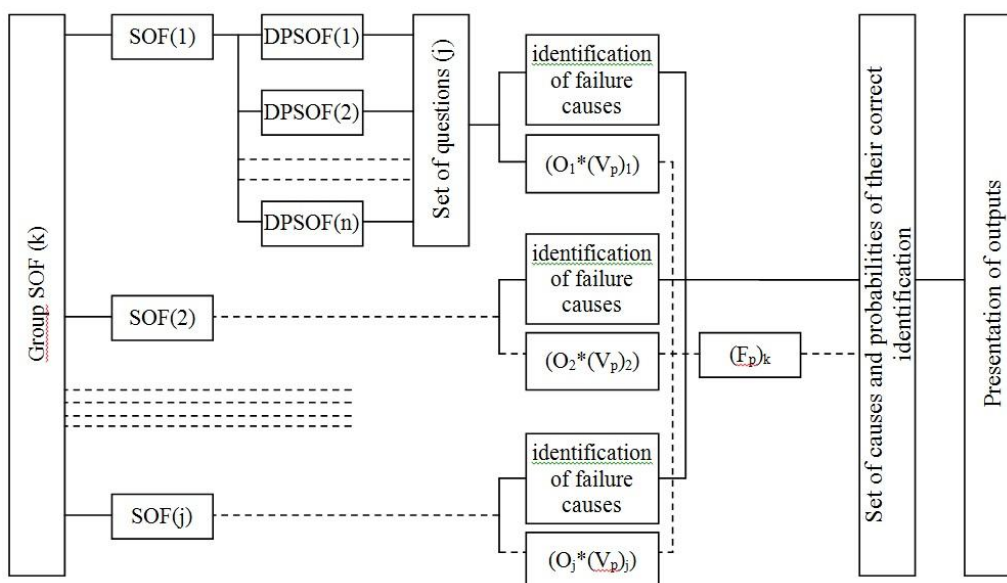 Group SOF (k)
SOF(1)
DPSOF(1)
DPSOF(2)
DPSOF(n)
Set of questions (j)
identification
of failure
causes
(O₁*(Vₚ)₁)
SOF(2)
identification
of failure
causes
(O₂*(Vₚ)₂)
(Fₚ)ₖ
SOF(j)
identification
of failure
causes
(Oⱼ*(Vₚ)ⱼ)
Set of causes and probabilities of their correct
identification
Presentation of outputs